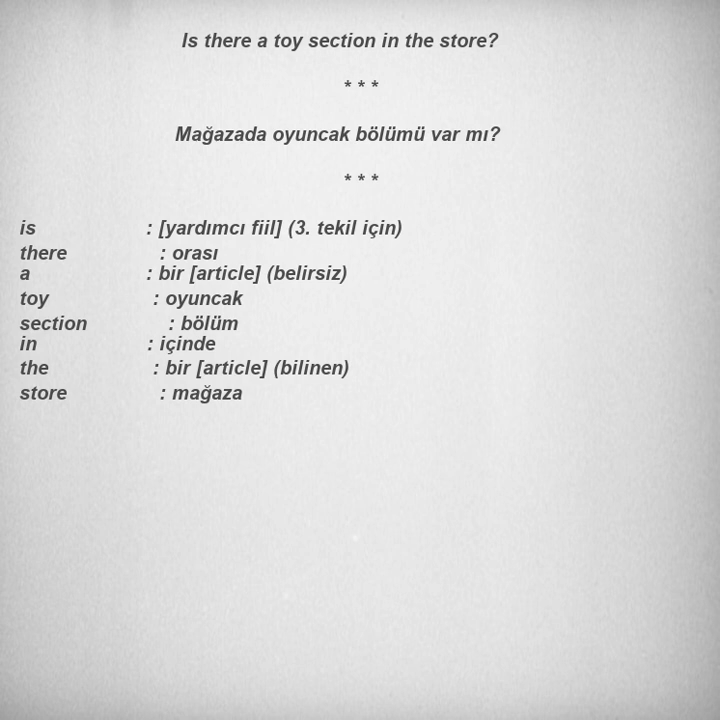 Is there a toy section in the store?
* * *
Mağazada oyuncak bölümü var mı?
* * *
is : [yardımcı fiil] (3. tekil için)
there : orası
a : bir [article] (belirsiz)
toy : oyuncak
section : bölüm
in : içinde
the : bir [article] (bilinen)
store : mağaza